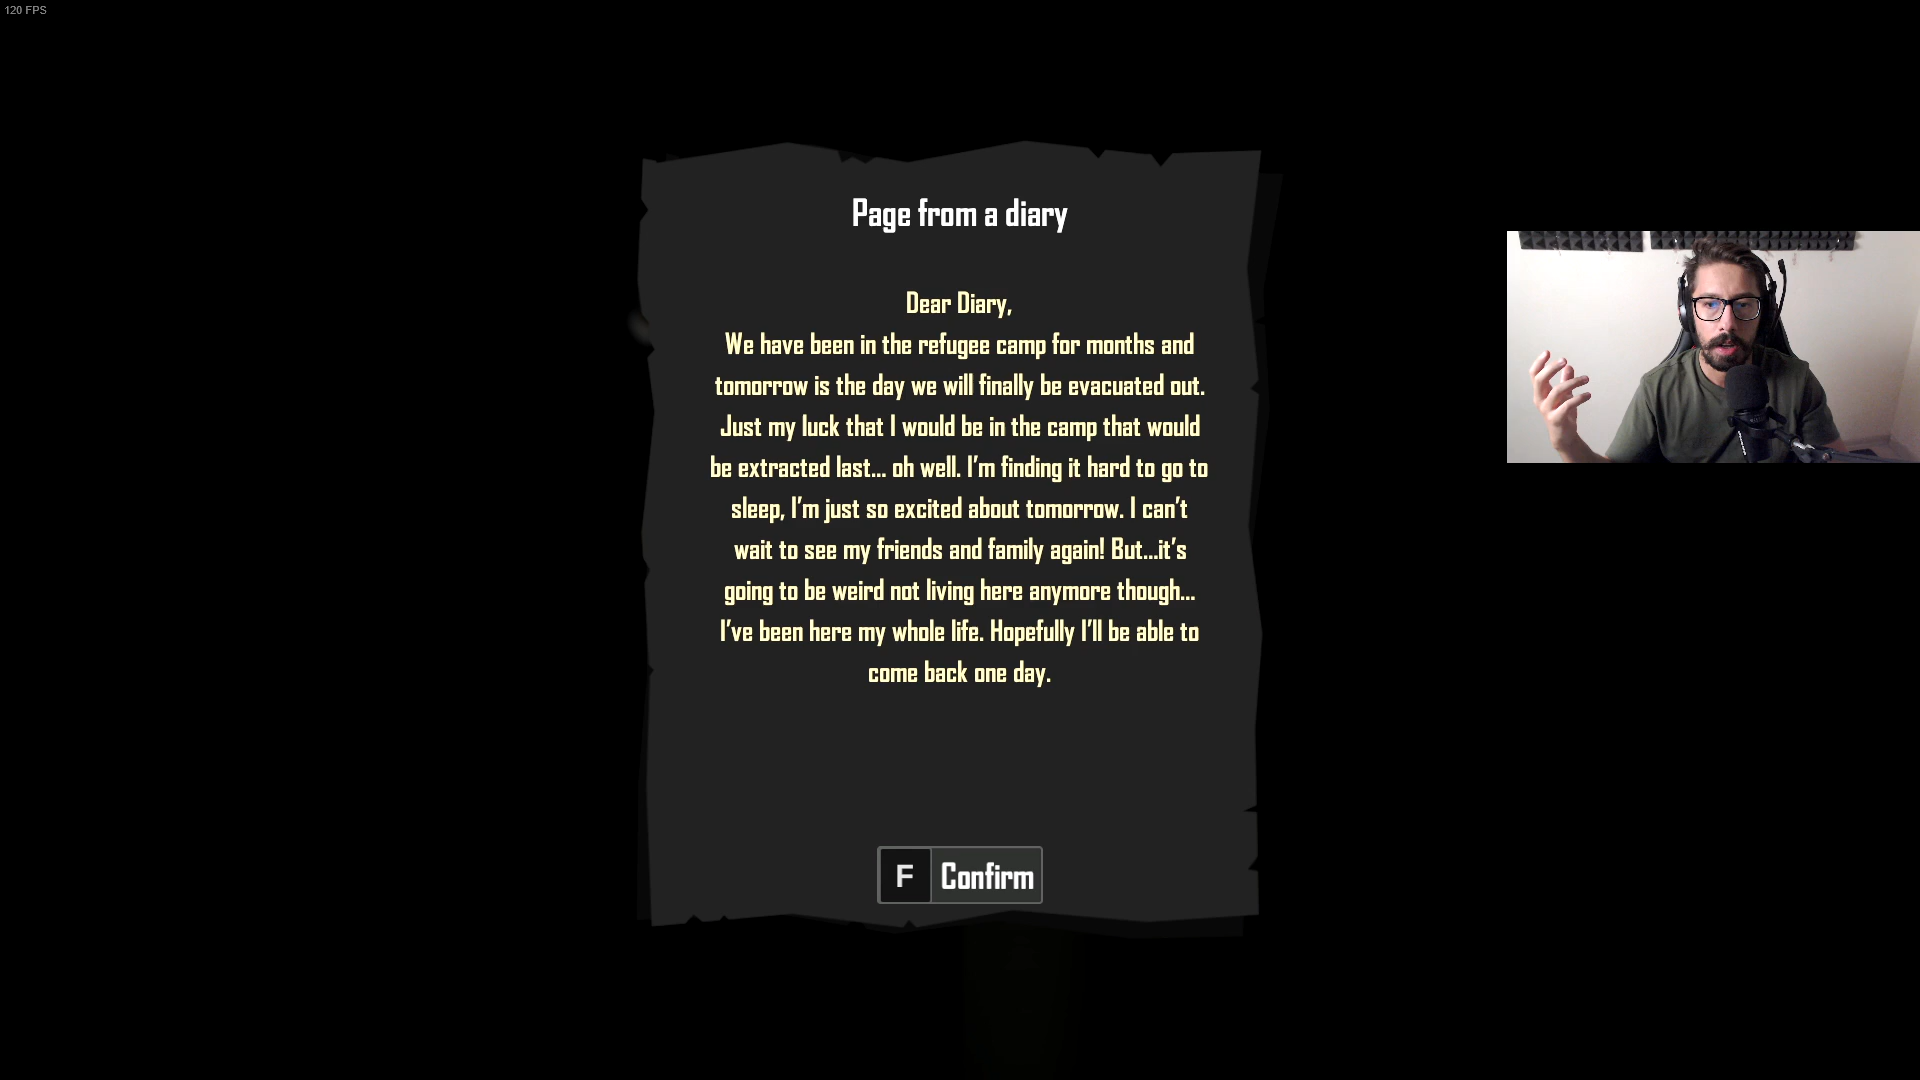 120 FPS
Page from a diary
Dear Diary,
We have been in the refugee camp for months and
tomorrow is the day we will finally be evacuated out.
Just my luck that I would be in the camp that would
be extracted last... oh well. I'm finding it hard to go to
sleep, I'm just so excited about tomorrow. I can't
wait to see my friends and family again! But...it's
going to be weird not living here anymore though...
I've been here my whole life. Hopefully I'll be able to
come back one day.
F Confirm